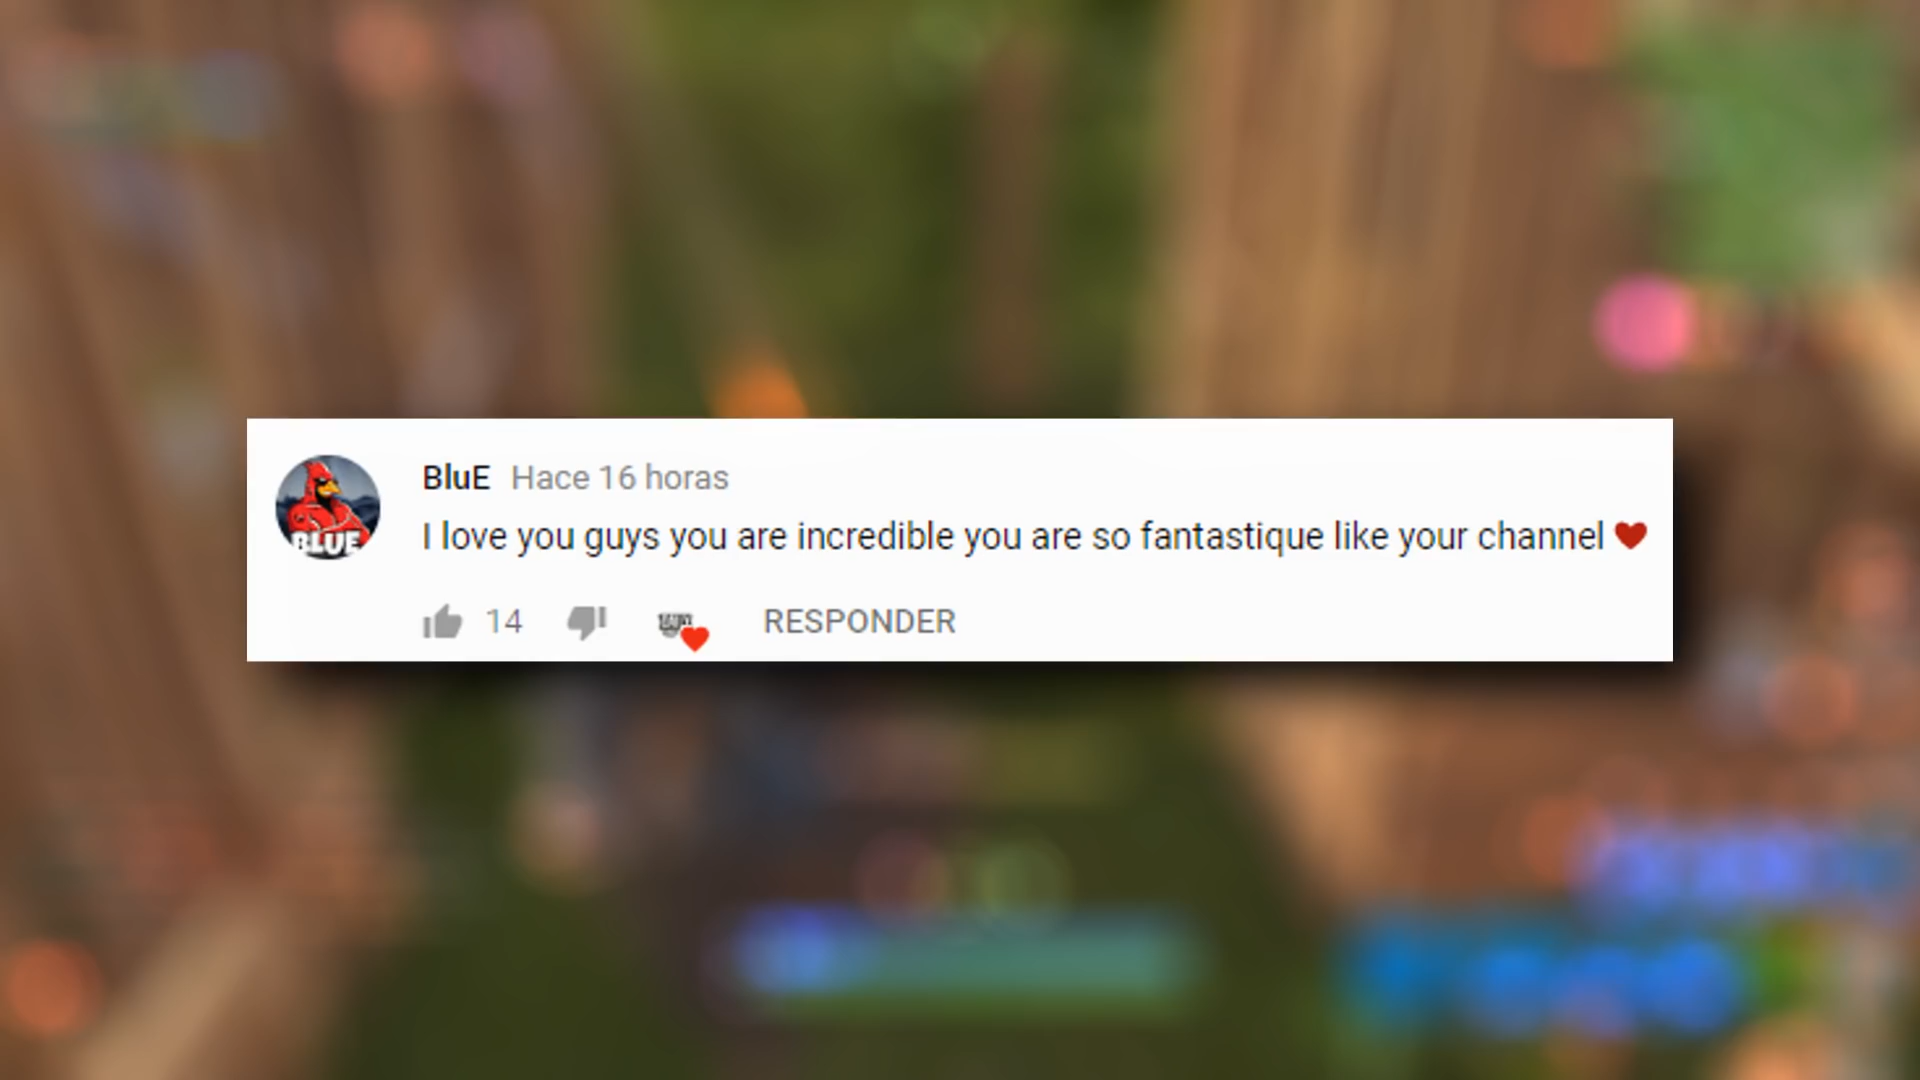 BluE Hace 16 horas
I love you guys you are incredible you are so fantastique like your channel ❤
BLUE
14 RESPONDER